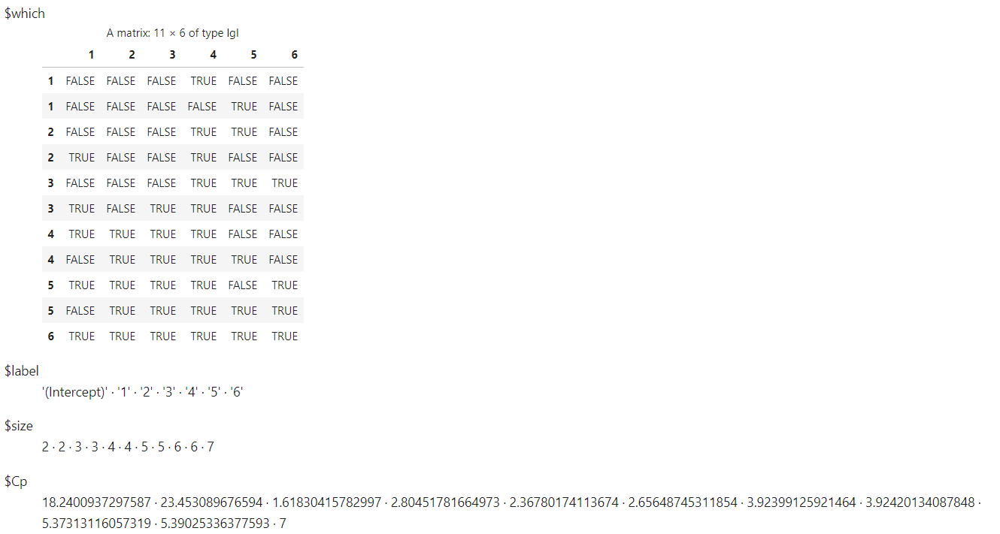 $which
A matrix: 11 × 6 of type lgl
1 2 3 4 5 6
1 FALSE FALSE FALSE TRUE FALSE FALSE
1 FALSE FALSE FALSE FALSE TRUE FALSE
2 FALSE FALSE FALSE TRUE TRUE FALSE
2 TRUE FALSE FALSE TRUE FALSE FALSE
3 FALSE FALSE FALSE TRUE TRUE TRUE
3 TRUE FALSE TRUE TRUE FALSE FALSE
4 TRUE TRUE TRUE TRUE FALSE FALSE
4 FALSE TRUE TRUE TRUE TRUE FALSE
5 TRUE TRUE TRUE TRUE FALSE TRUE
5 FALSE TRUE TRUE TRUE TRUE TRUE
6 TRUE TRUE TRUE TRUE TRUE TRUE
$label
'(Intercept)' · '1' · '2' · '3' · '4' · '5' · '6'
$size
2 · 2 · 3 · 3 · 4 · 4 · 5 · 5 · 6 · 6 · 7
$Cp
18.2400937297587 · 23.453089676594 · 1.61830415782997 · 2.80451781664973 · 2.36780174113674 · 2.65648745311854 · 3.92399125921464 · 3.92420134087848 ·
5.37313116057319 · 5.39025336377593 · 7